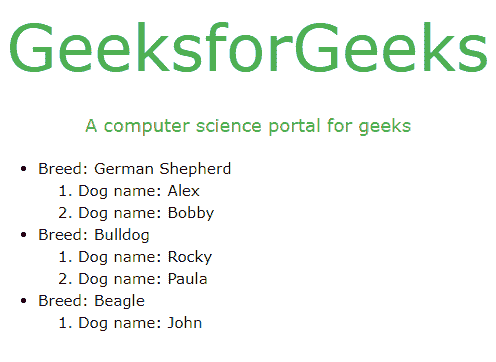 GeeksforGeeks
A computer science portal for geeks
• Breed: German Shepherd
1. Dog name: Alex
2. Dog name: Bobby
• Breed: Bulldog
1. Dog name: Rocky
2. Dog name: Paula
• Breed: Beagle
1. Dog name: John